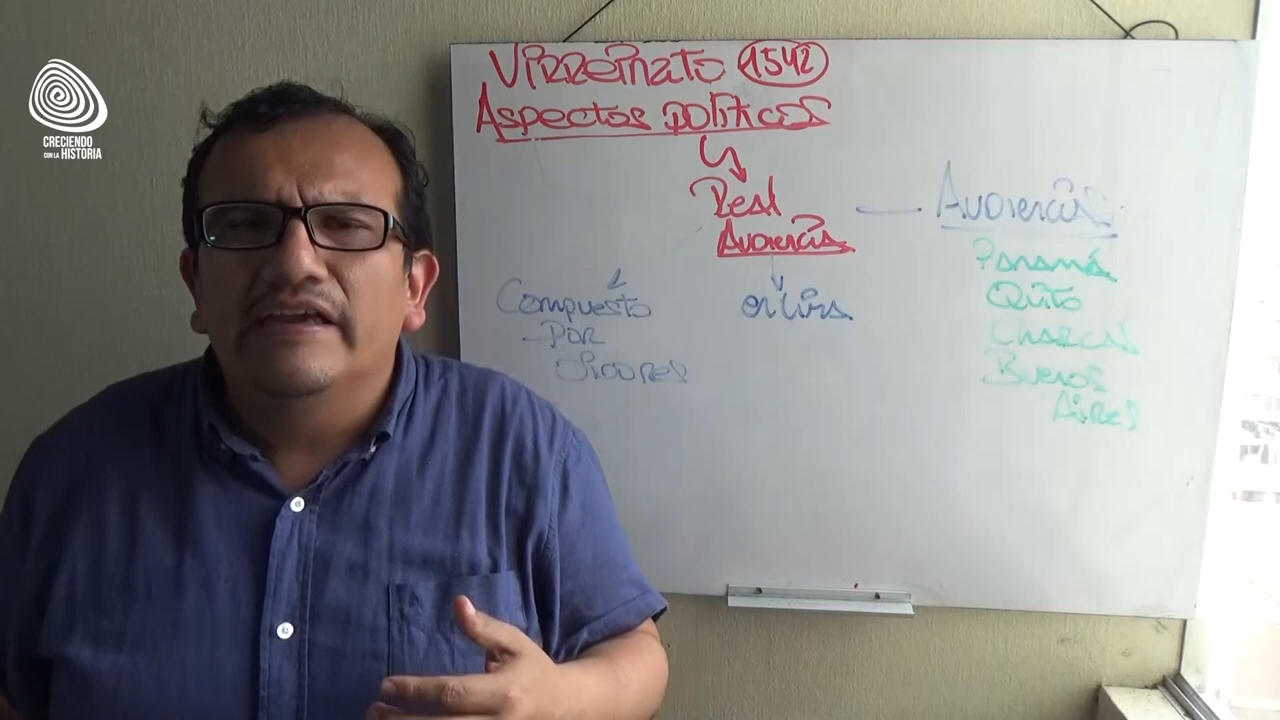 CRECIENDO
CON LA HISTORIA
Virreinato 1542
Aspectos políticos
Real
Audiencia
Audiencias
Panamá
Quito
Charcas
Buenos
Aires
Compuesto
por
oidores
en Lima